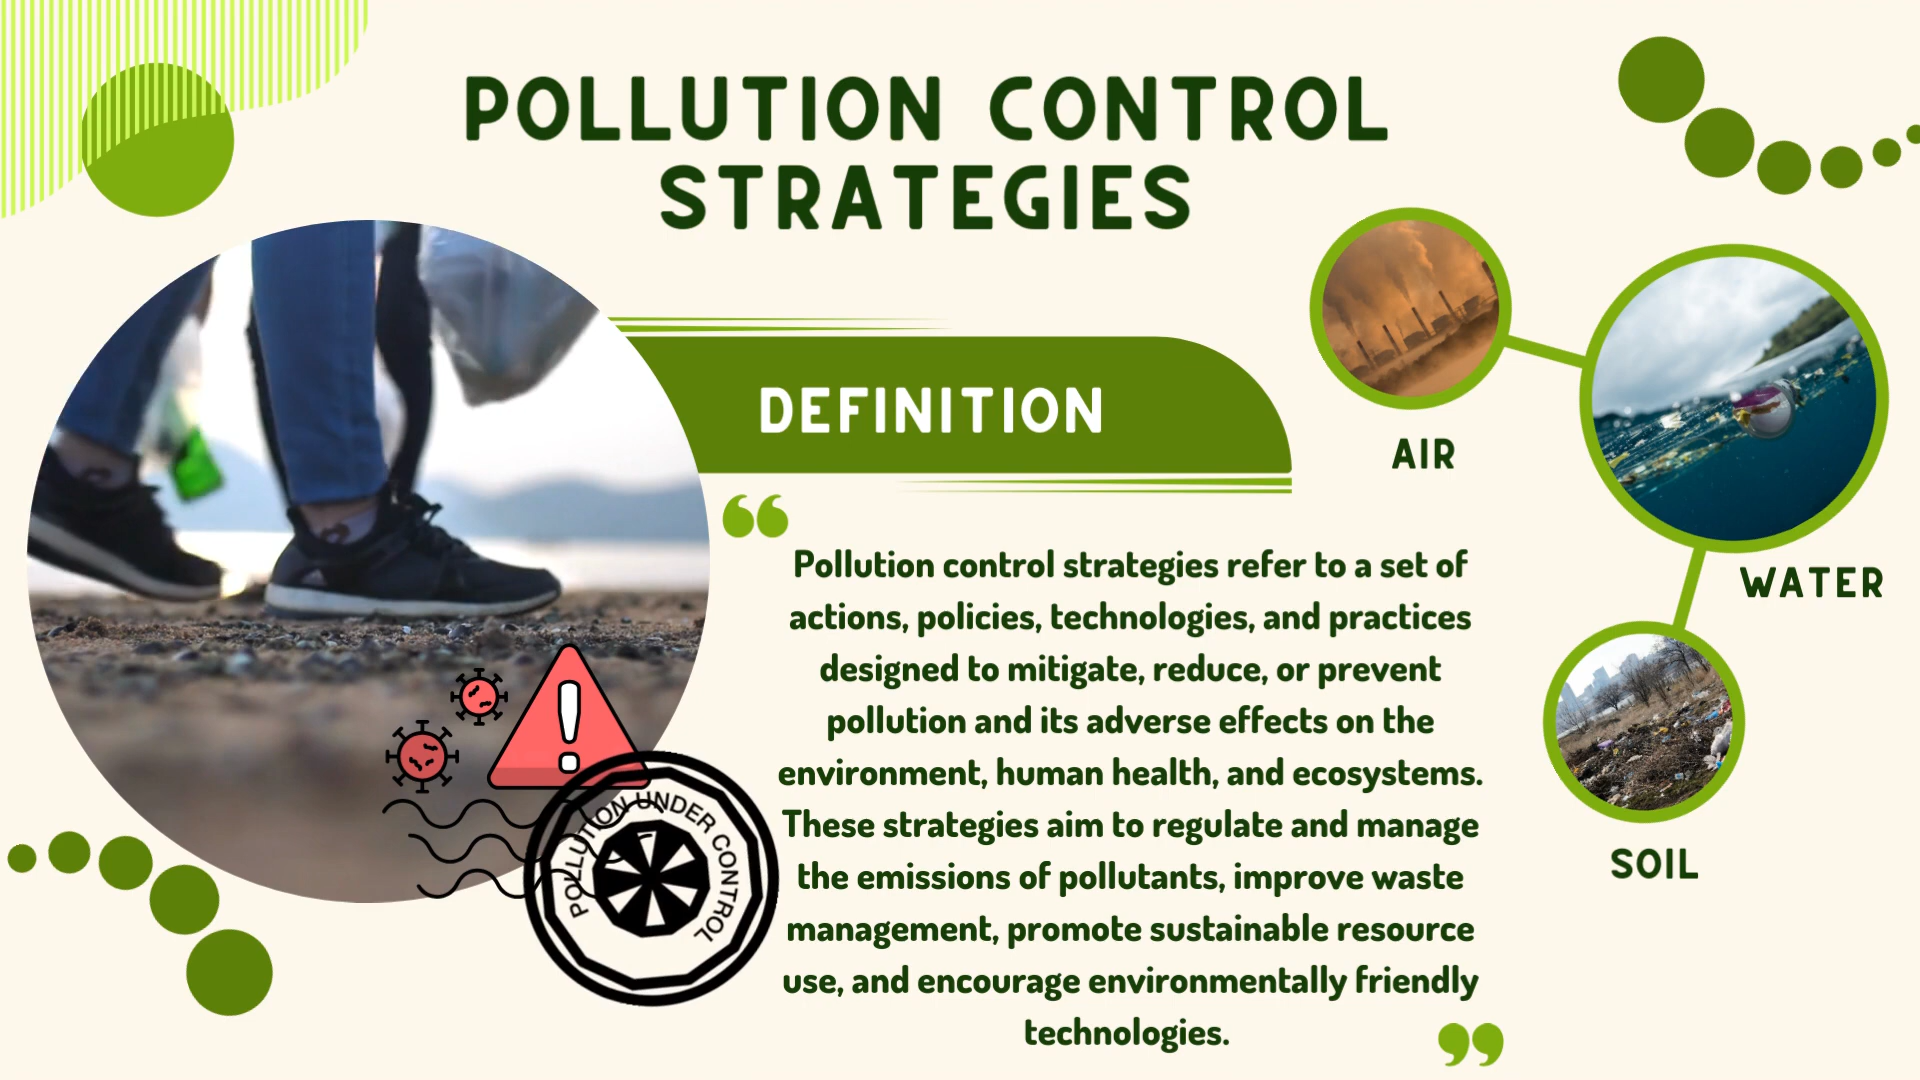 POLLUTION CONTROL
STRATEGIES
DEFINITION
AIR
WATER
SOIL
“
Pollution control strategies refer to a set of
actions, policies, technologies, and practices
designed to mitigate, reduce, or prevent
pollution and its adverse effects on the
environment, human health, and ecosystems.
These strategies aim to regulate and manage
the emissions of pollutants, improve waste
management, promote sustainable resource
use, and encourage environmentally friendly
technologies.
”
POLLUTION UNDER CONTROL